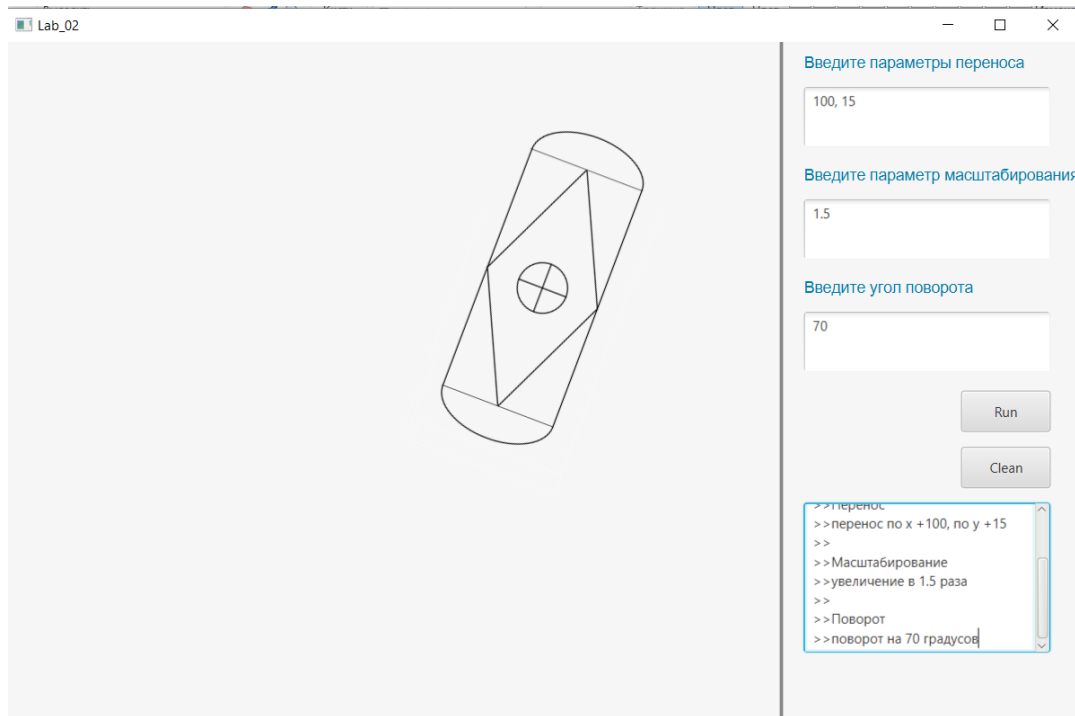 Lab_02
Введите параметры переноса
100, 15
Введите параметр масштабирования
1.5
Введите угол поворота
70
Run
Clean
>>Перенос
>>перенос по x +100, по y +15
>>
>>Масштабирование
>>увеличение в 1.5 раза
>>
>>Поворот
>>поворот на 70 градусов